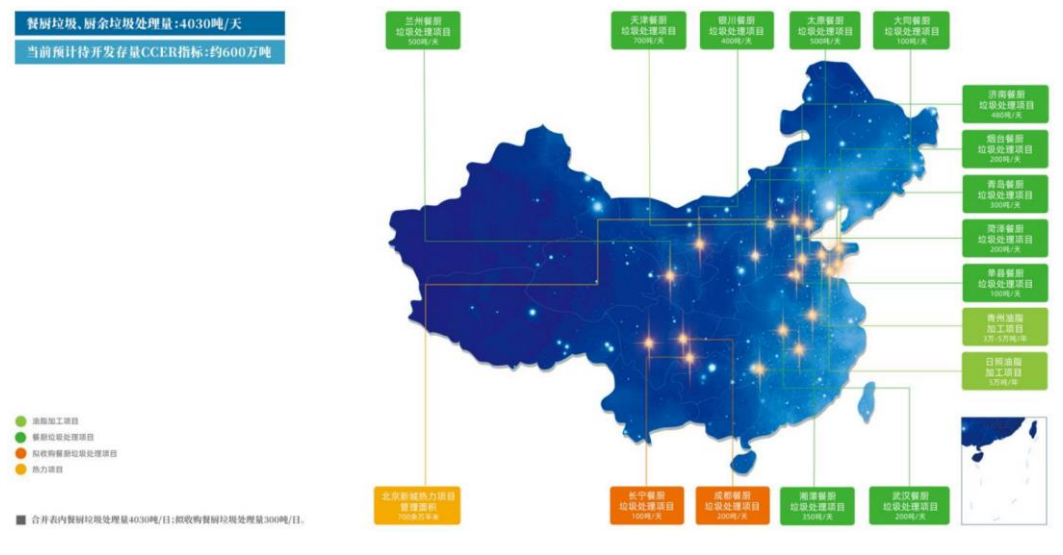 餐厨垃圾、厨余垃圾处理量:4030吨/天
当前预计待开发存量CCER指标:约600万吨
兰州餐厨
垃圾处理项目
500吨/天
天津餐厨
垃圾处理项目
700吨/天
银川餐厨
垃圾处理项目
400吨/天
太原餐厨
垃圾处理项目
500吨/天
大同餐厨
垃圾处理项目
100吨/天
济南餐厨
垃圾处理项目
480吨/天
烟台餐厨
垃圾处理项目
200吨/天
青岛餐厨
垃圾处理项目
300吨/天
菏泽餐厨
垃圾处理项目
200吨/天
单县餐厨
垃圾处理项目
100吨/天
青州油脂
加工项目
3万-5万吨/年
日照油脂
加工项目
5万吨/年
油脂加工项目
餐厨垃圾处理项目
拟收购餐厨垃圾处理项目
热力项目
北京新城热力项目
管理面积
700余万平米
长宁餐厨
垃圾处理项目
100吨/天
成都餐厨
垃圾处理项目
200吨/天
湘潭餐厨
垃圾处理项目
350吨/天
武汉餐厨
垃圾处理项目
200吨/天
合并表内餐厨垃圾处理量4030吨/日;拟收购餐厨垃圾处理量300吨/日。